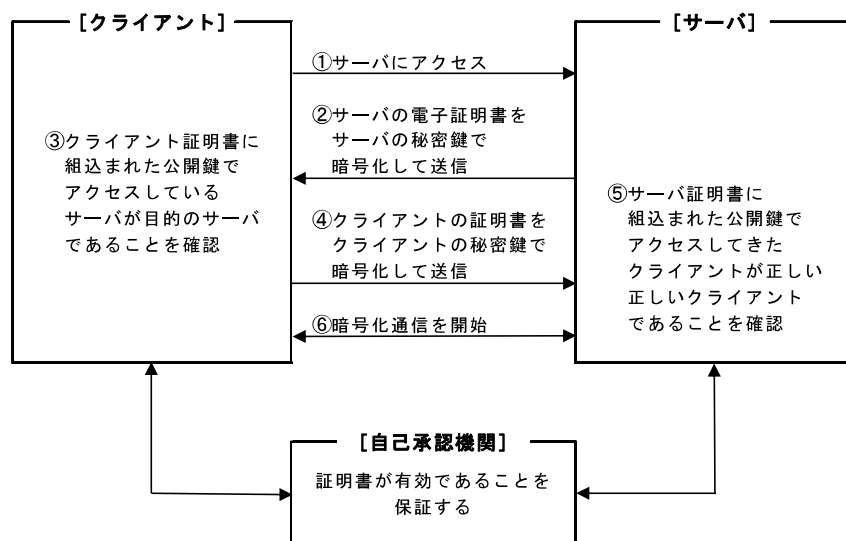 [クライアント]
[サーバ]
①サーバにアクセス
②サーバの電子証明書を
サーバの秘密鍵で
暗号化して送信
③クライアント証明書に
組込まれた公開鍵で
アクセスしている
サーバが目的のサーバ
であることを確認
④クライアントの証明書を
クライアントの秘密鍵で
暗号化して送信
⑤サーバ証明書に
組込まれた公開鍵で
アクセスしてきた
クライアントが正しい
正しいクライアント
であることを確認
⑥暗号化通信を開始
[自己承認機関]
証明書が有効であることを
保証する